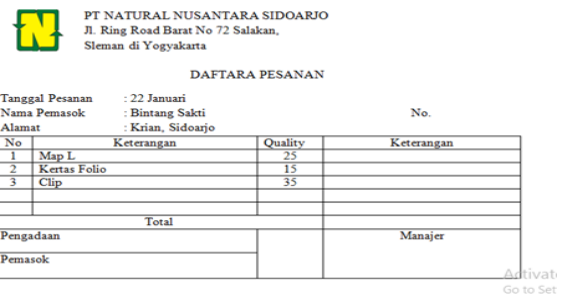 N
PT NATURAL NUSANTARA SIDOARJO
Jl. Ring Road Barat No 72 Salakan,
Sleman di Yogyakarta
DAFTARA PESANAN
Tanggal Pesanan : 22 Januari
Nama Pemasok : Bintang Sakti No.
Alamat : Krian, Sidoarjo
No Keterangan Quality Keterangan
1 Map L 25
2 Kertas Folio 15
3 Clip 35
Total
Pengadaan Manajer
Pemasok
Activat
Go to Set